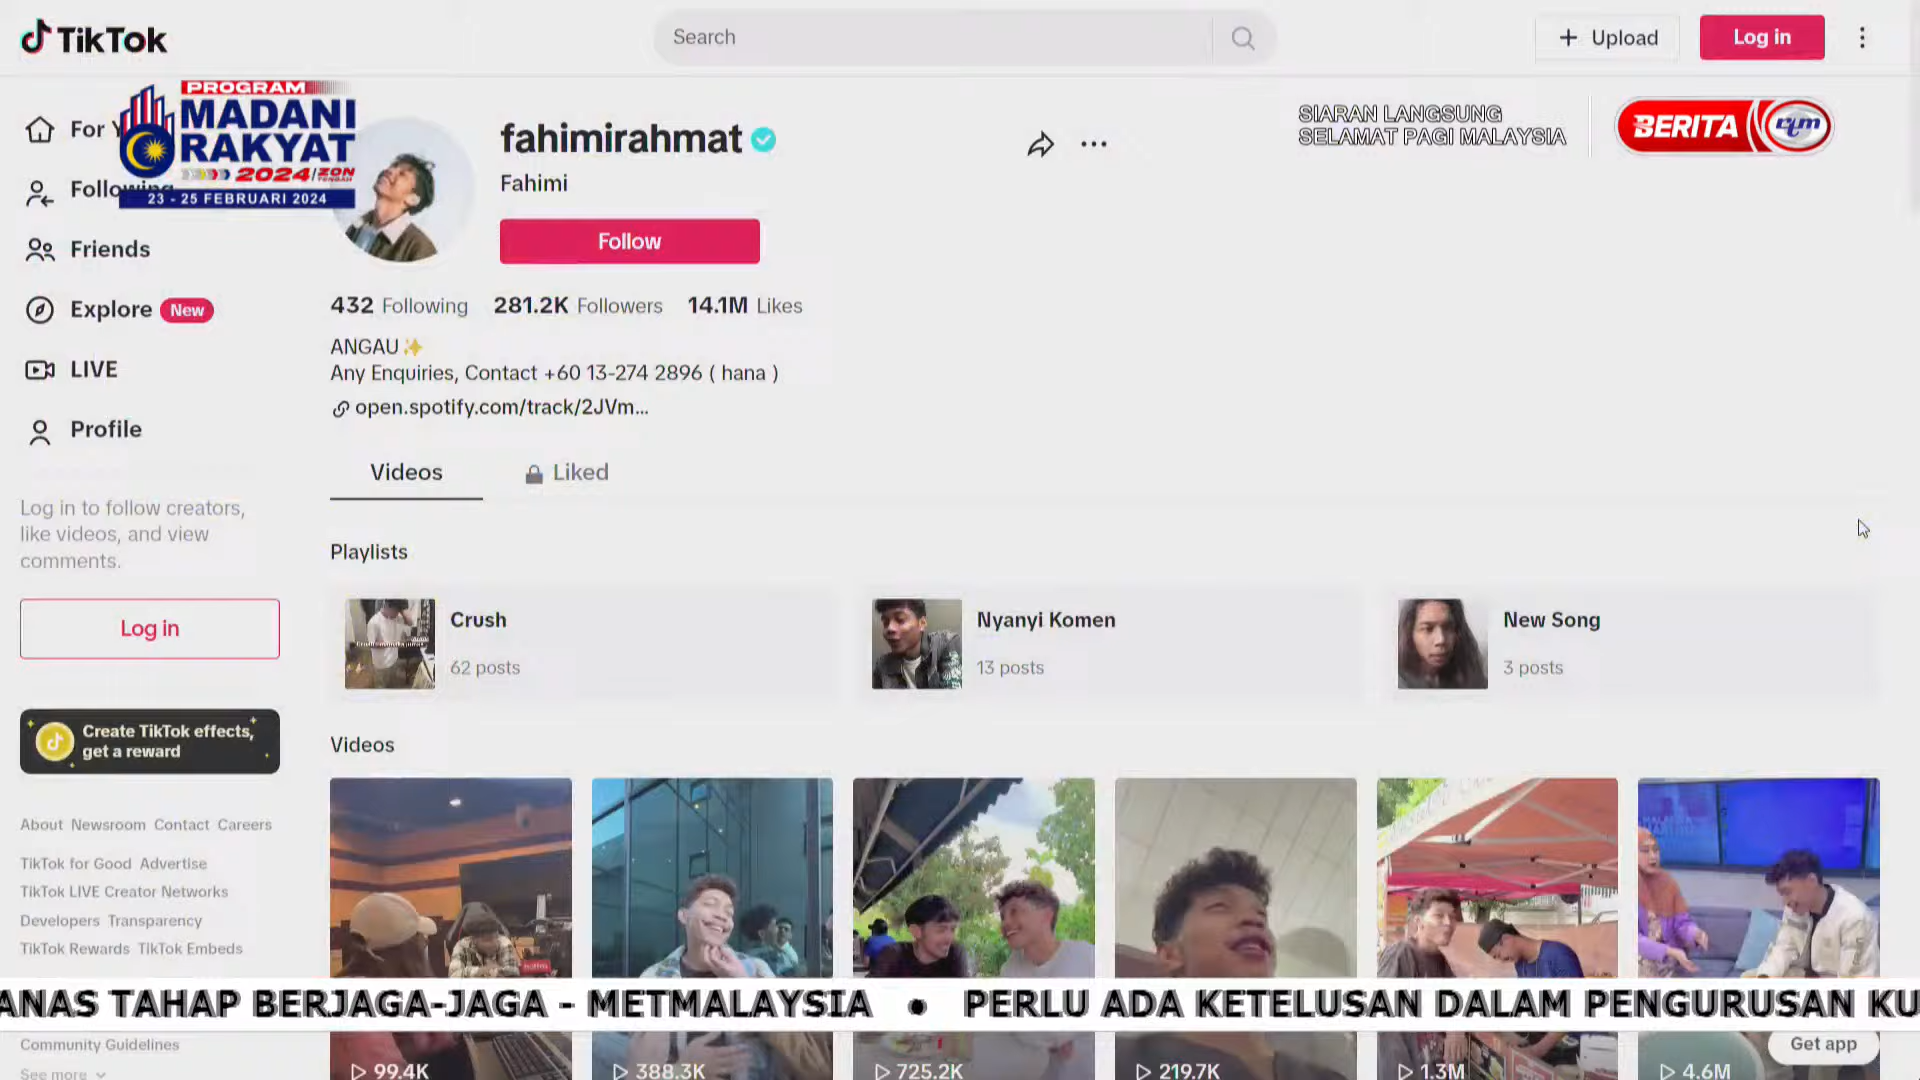 TikTok
Search
Upload
Log in
PROGRAM
MADANI
RAKYAT
2024/ZON
TENGAH
23 - 25 FEBRUARI 2024
For Y
Following
Friends
Explore New
LIVE
Profile
Log in to follow creators,
like videos, and view
comments.
Log in
Create TikTok effects,
get a reward
About Newsroom Contact Careers
TikTok for Good Advertise
TikTok LIVE Creator Networks
Developers Transparency
TikTok Rewards TikTok Embeds
Community Guidelines
See more
fahimirahmat
Fahimi
Follow
432 Following 281.2K Followers 14.1M Likes
ANGAU✨
Any Enquiries, Contact +60 13-274 2896 ( hana )
open.spotify.com/track/2JVm...
SIARAN LANGSUNG
SELAMAT PAGI MALAYSIA
BERITA rtm
Videos Liked
Playlists
Crush
62 posts
Nyanyi Komen
13 posts
New Song
3 posts
Videos
99.4K 388.3K 725.2K 219.7K 1.3M 4.6M
ANAS TAHAP BERJAGA-JAGA - METMALAYSIA • PERLU ADA KETELUSAN DALAM PENGURUSAN KU
Get app